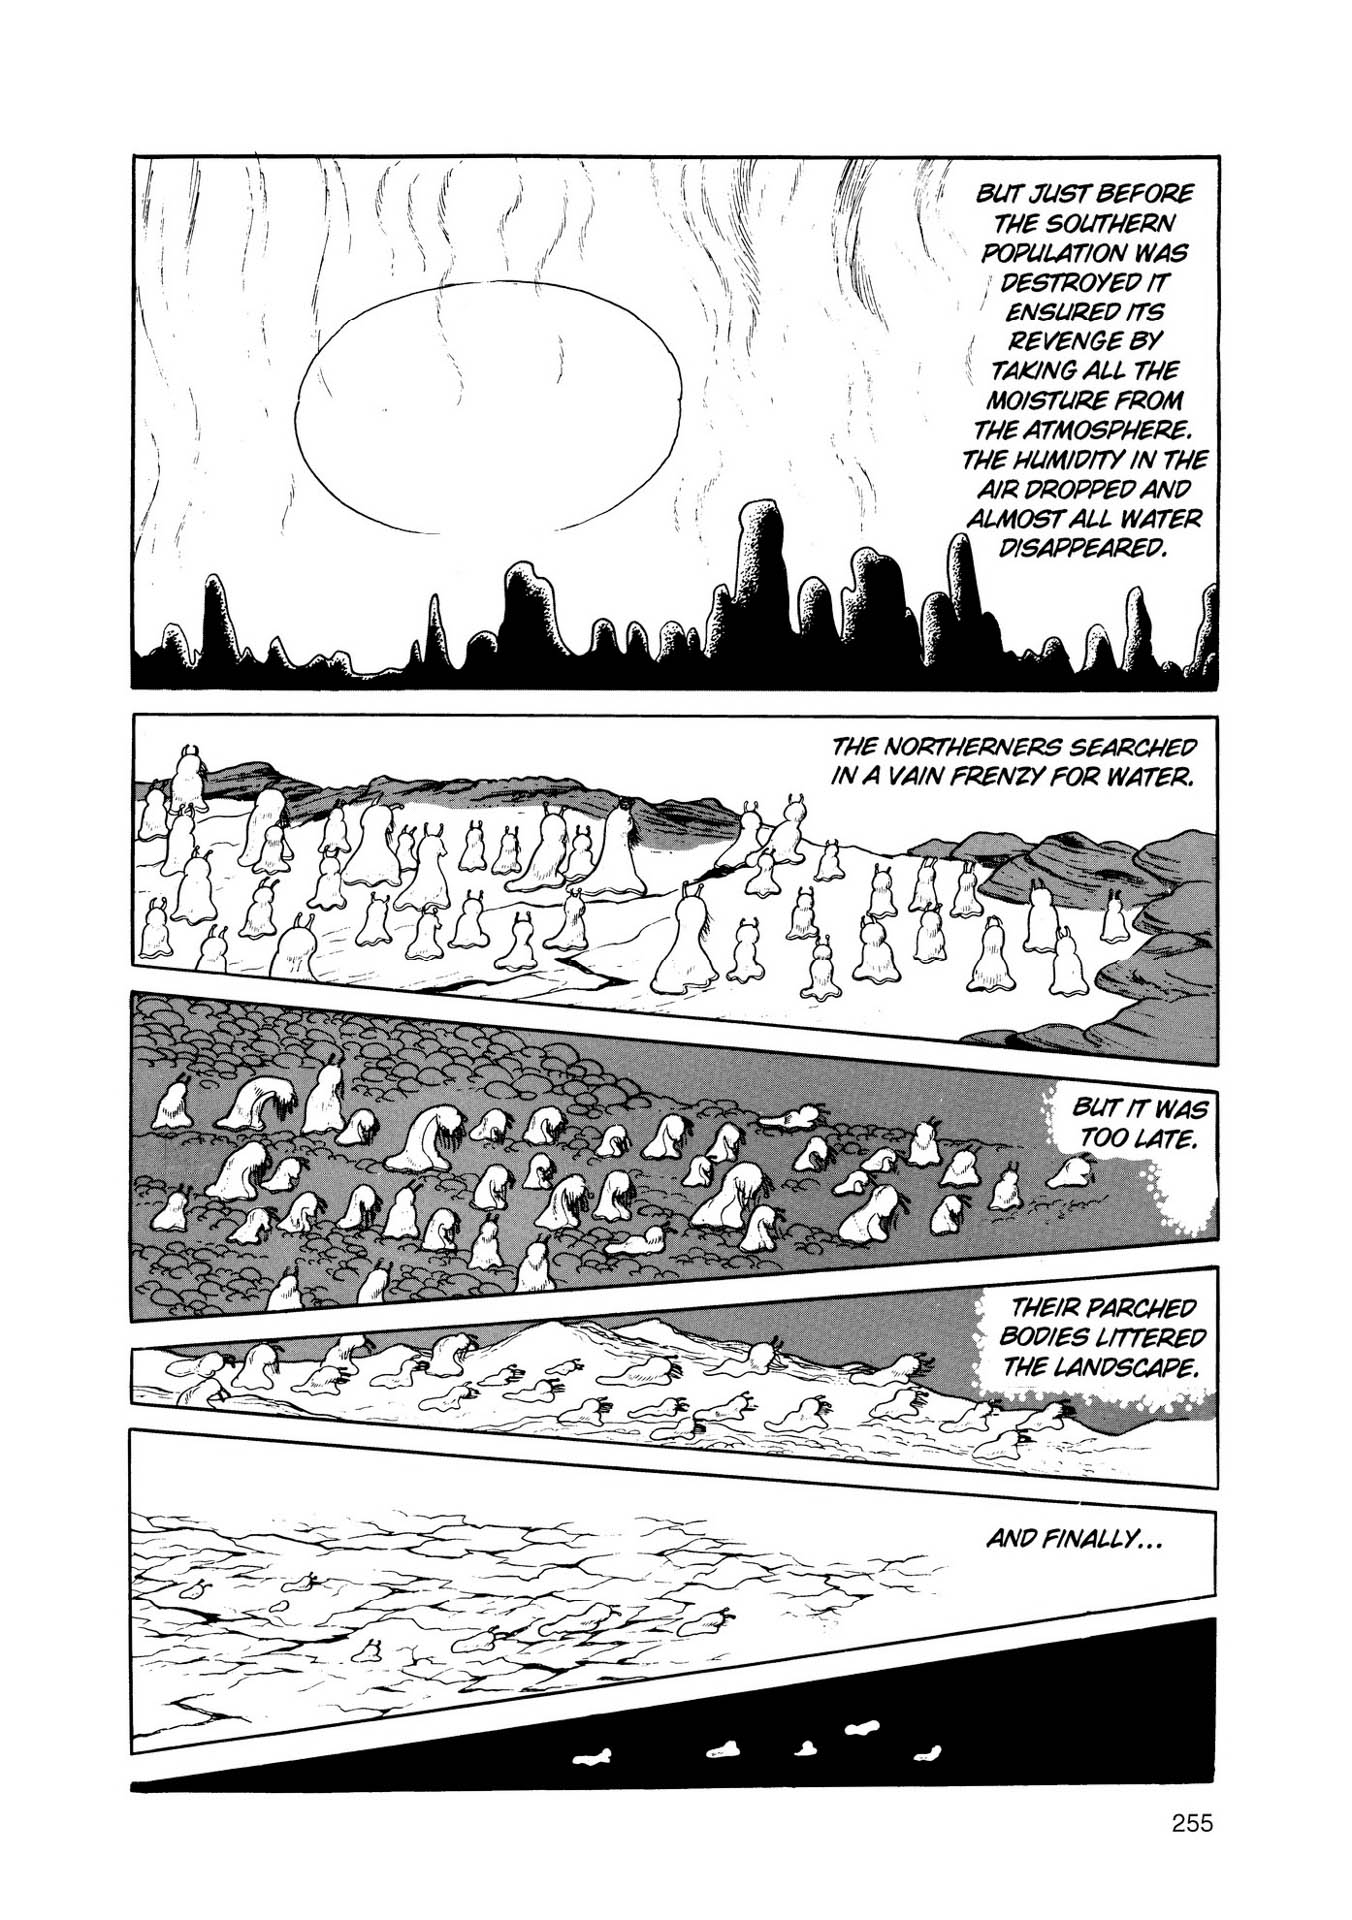 BUT JUST BEFORE
THE SOUTHERN
POPULATION WAS
DESTROYED IT
ENSURED ITS
REVENGE BY
TAKING ALL THE
MOISTURE FROM
THE ATMOSPHERE.
THE HUMIDITY IN THE
AIR DROPPED AND
ALMOST ALL WATER
DISAPPEARED.
THE NORTHERNERS SEARCHED
IN A VAIN FRENZY FOR WATER.
BUT IT WAS
TOO LATE.
THEIR PARCHED
BODIES LITTERED
THE LANDSCAPE.
AND FINALLY...
255